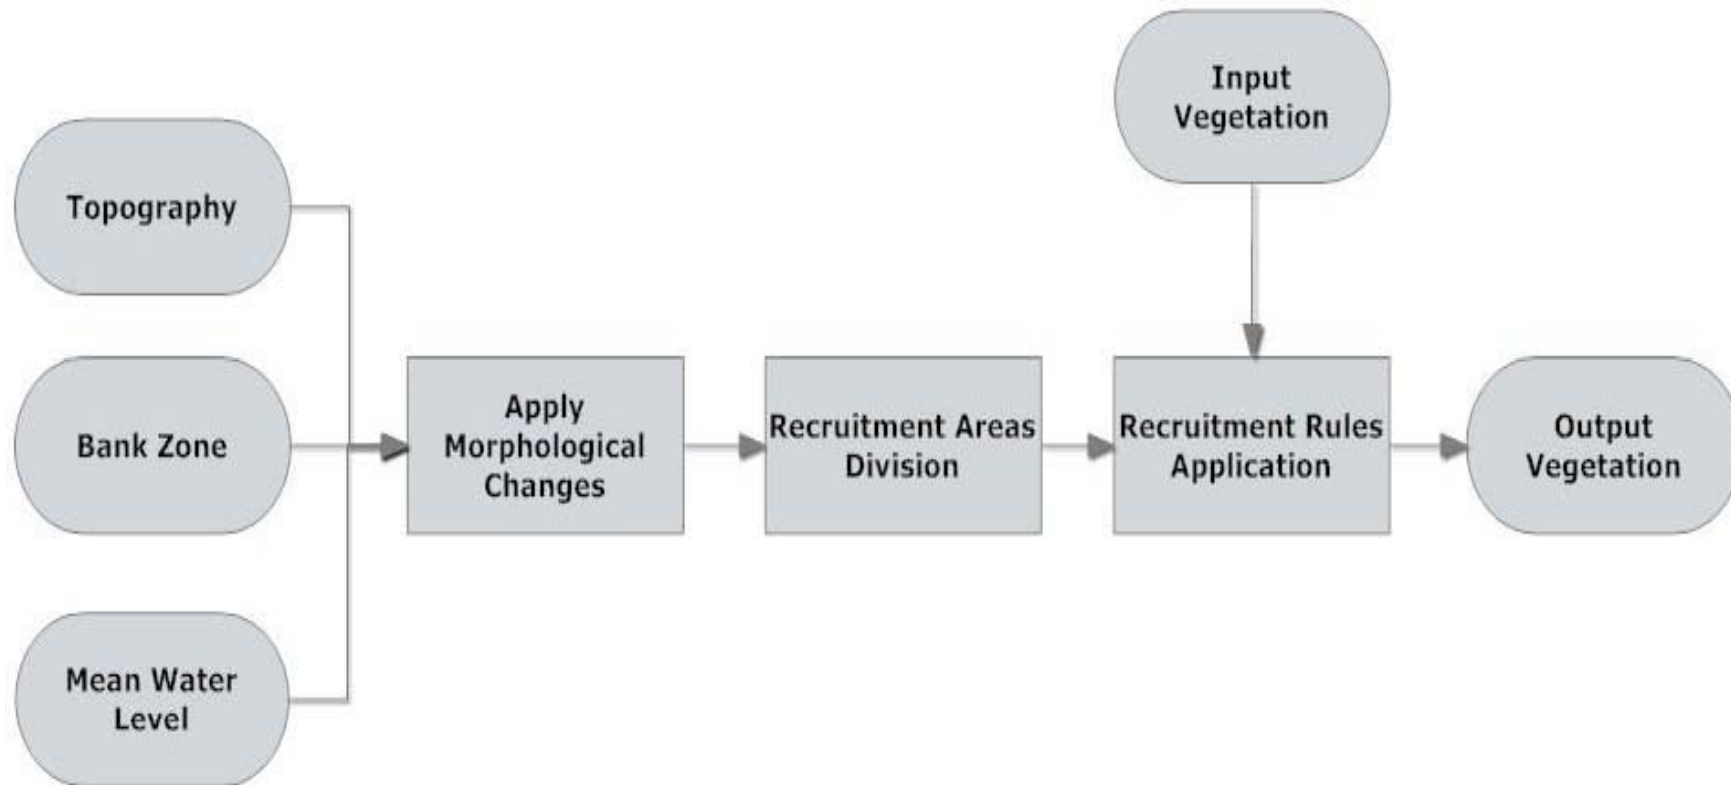 Input
Vegetation
Topography
Bank Zone
Apply
Morphological
Changes
Recruitment Areas
Division
Recruitment Rules
Application
Output
Vegetation
Mean Water
Level